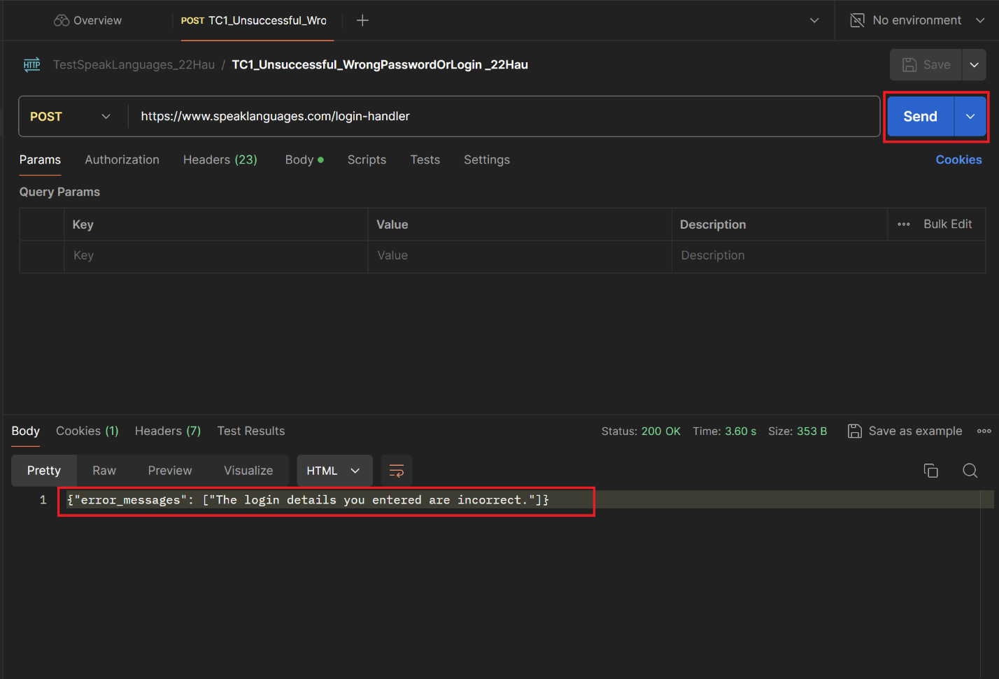 Overview
POST TC1_Unsuccessful_Wro
No environment
HTTP
TestSpeakLanguages_22Hau / TC1_Unsuccessful_WrongPasswordOrLogin _22Hau
Save
POST
https://www.speaklanguages.com/login-handler
Send
Params Authorization Headers (23) Body Scripts Tests Settings Cookies
Query Params
Key Value Description Bulk Edit
Key Value Description
Body Cookies (1) Headers (7) Test Results Status: 200 OK Time: 3.60 s Size: 353 B Save as example
Pretty Raw Preview Visualize HTML
1 {"error_messages": ["The login details you entered are incorrect."]}